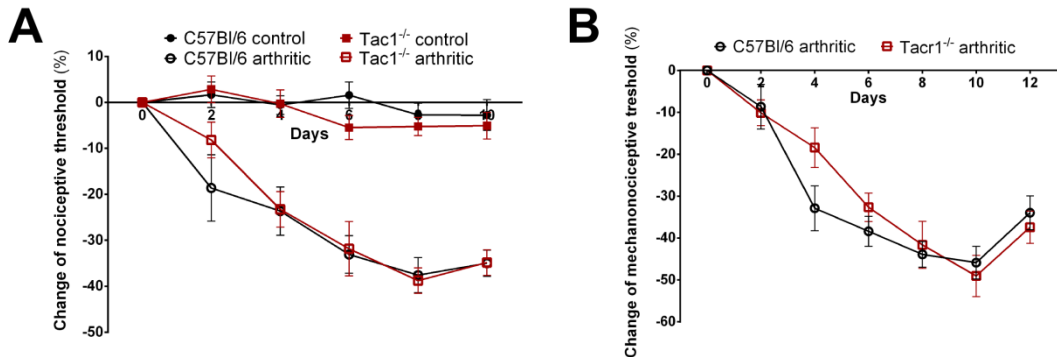 A
C57Bl/6 control
Tac1-/- control
C57Bl/6 arthritic
Tac1-/- arthritic
Change of nociceptive threshold (%)
10
0
-10
-20
-30
-40
-50
0 2 4 6 8 10
Days
B
C57Bl/6 arthritic
Tacr1-/- arthritic
Change of mechanonociceptive treshold (%)
0
-10
-20
-30
-40
-50
-60
0 2 4 6 8 10 12
Days